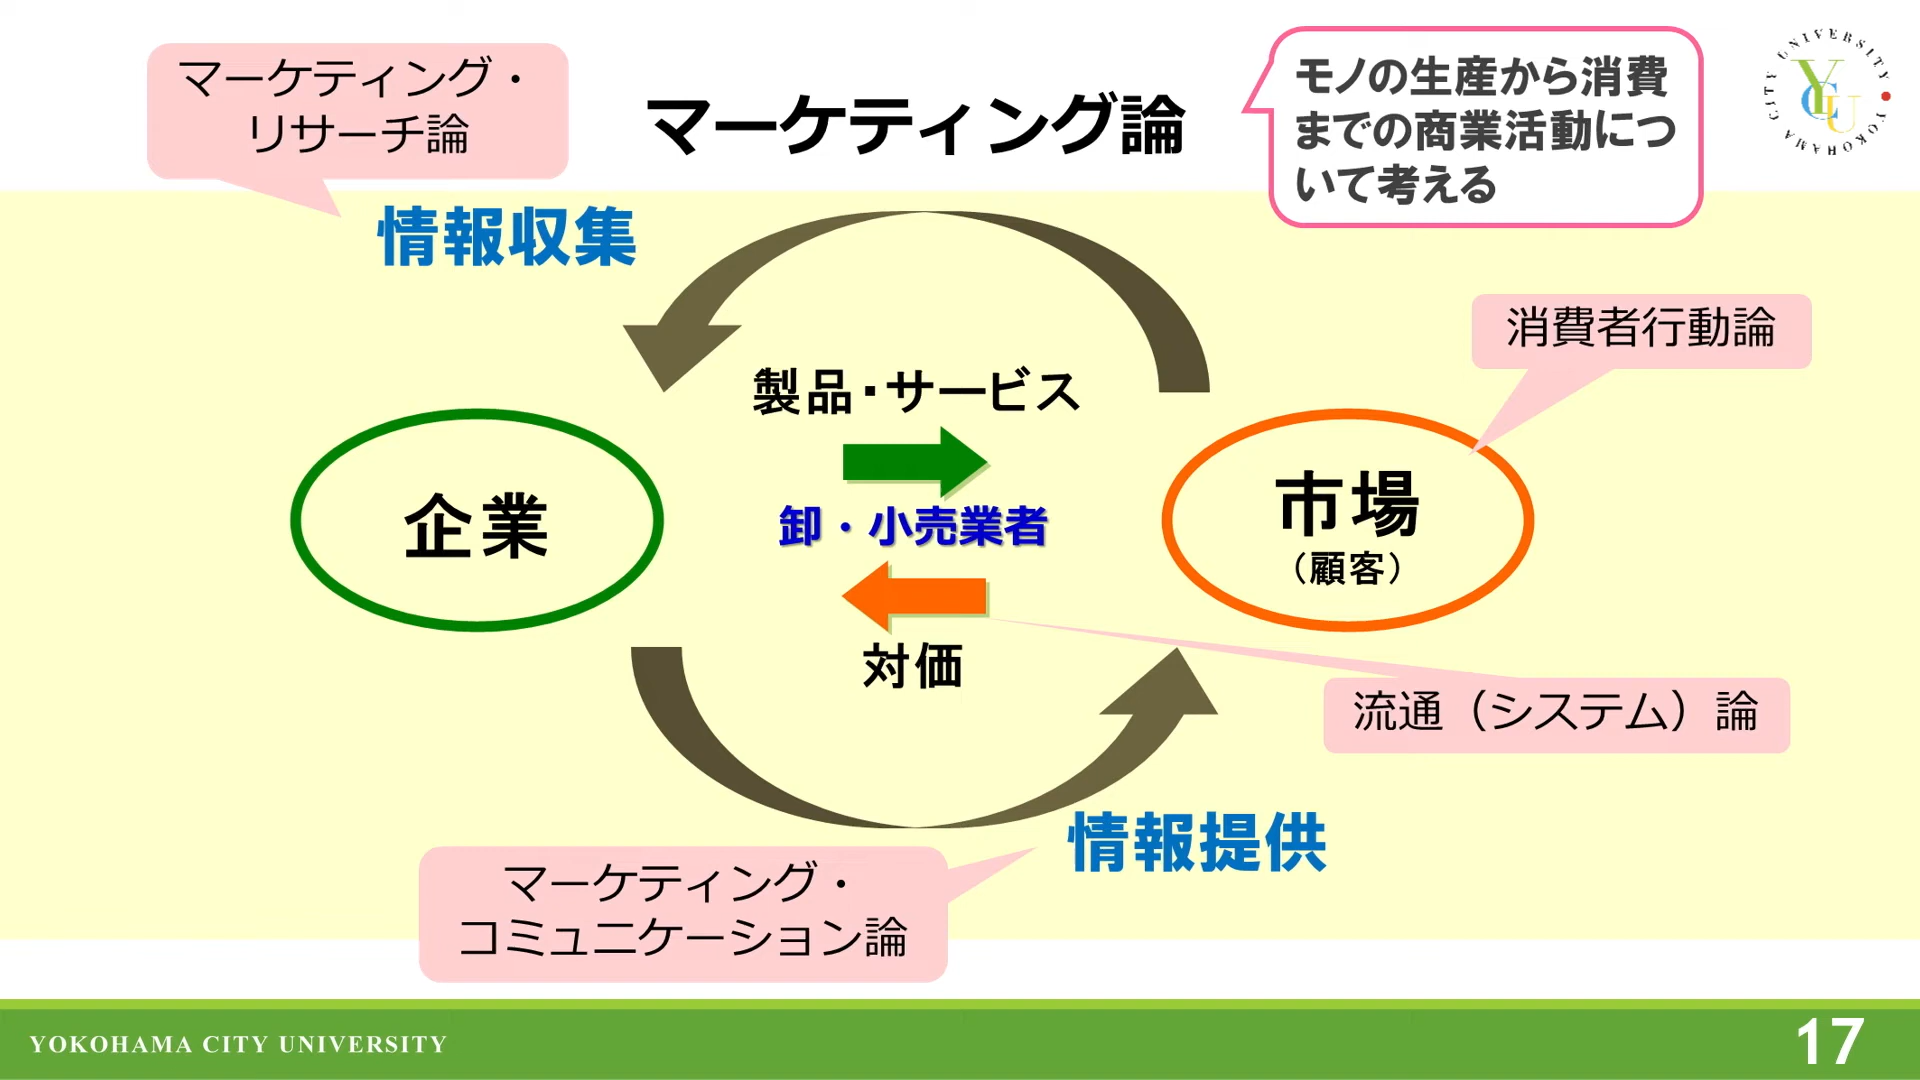 マーケティング・
リサーチ論
マーケティング論
モノの生産から消費
までの商業活動につ
いて考える
YOKOHAMA CITY UNIVERSITY
YCU
情報収集
消費者行動論
製品・サービス
企業
卸・小売業者
市場
（顧客）
対価
流通（システム）論
情報提供
マーケティング・
コミュニケーション論
YOKOHAMA CITY UNIVERSITY
17